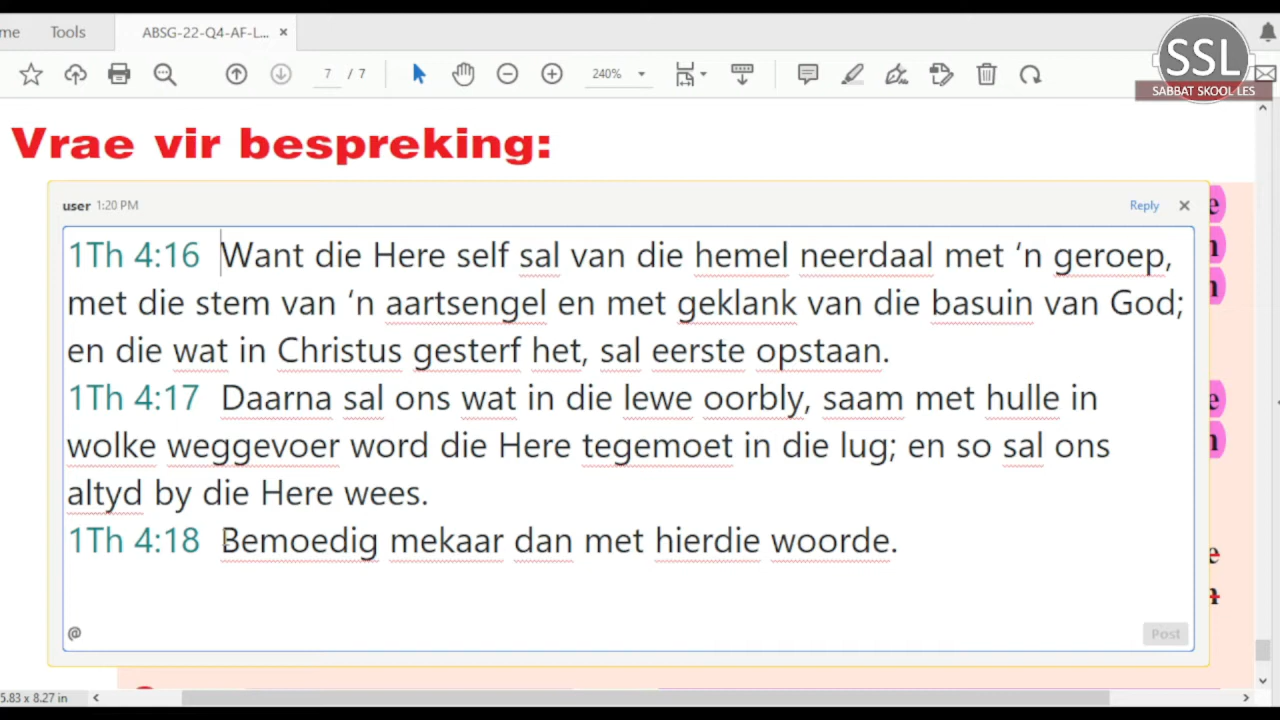 me Tools ABSG-22-Q4-AF-L... ×
7 / 7 240%
SSL
SABBAT SKOOL LES
Vrae vir bespreking:
user 1:20 PM Reply
1Th 4:16 Want die Here self sal van die hemel neerdaal met ‘n geroep,
met die stem van ‘n aartsengel en met geklank van die basuin van God;
en die wat in Christus gesterf het, sal eerste opstaan.
1Th 4:17 Daarna sal ons wat in die lewe oorbly, saam met hulle in
wolke weggevoer word die Here tegemoet in die lug; en so sal ons
altyd by die Here wees.
1Th 4:18 Bemoedig mekaar dan met hierdie woorde.
@ Post
5.83 x 8.27 in